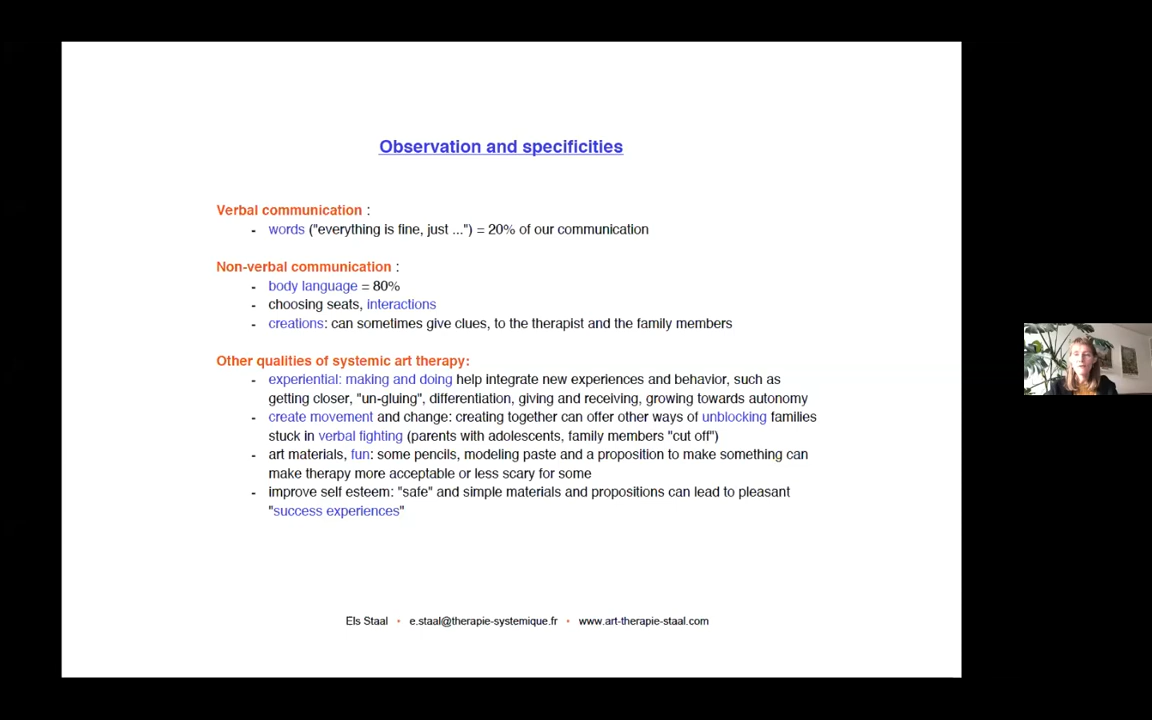 Observation and specificities
Verbal communication :
- words ("everything is fine, just ...") = 20% of our communication
Non-verbal communication :
- body language = 80%
- choosing seats, interactions
- creations: can sometimes give clues, to the therapist and the family members
Other qualities of systemic art therapy:
- experiential: making and doing help integrate new experiences and behavior, such as
getting closer, "un-gluing", differentiation, giving and receiving, growing towards autonomy
- create movement and change: creating together can offer other ways of unblocking families
stuck in verbal fighting (parents with adolescents, family members "cut off")
- art materials, fun: some pencils, modeling paste and a proposition to make something can
make therapy more acceptable or less scary for some
- improve self esteem: "safe" and simple materials and propositions can lead to pleasant
"success experiences"
Els Staal • e.staal@therapie-systemique.fr • www.art-therapie-staal.com